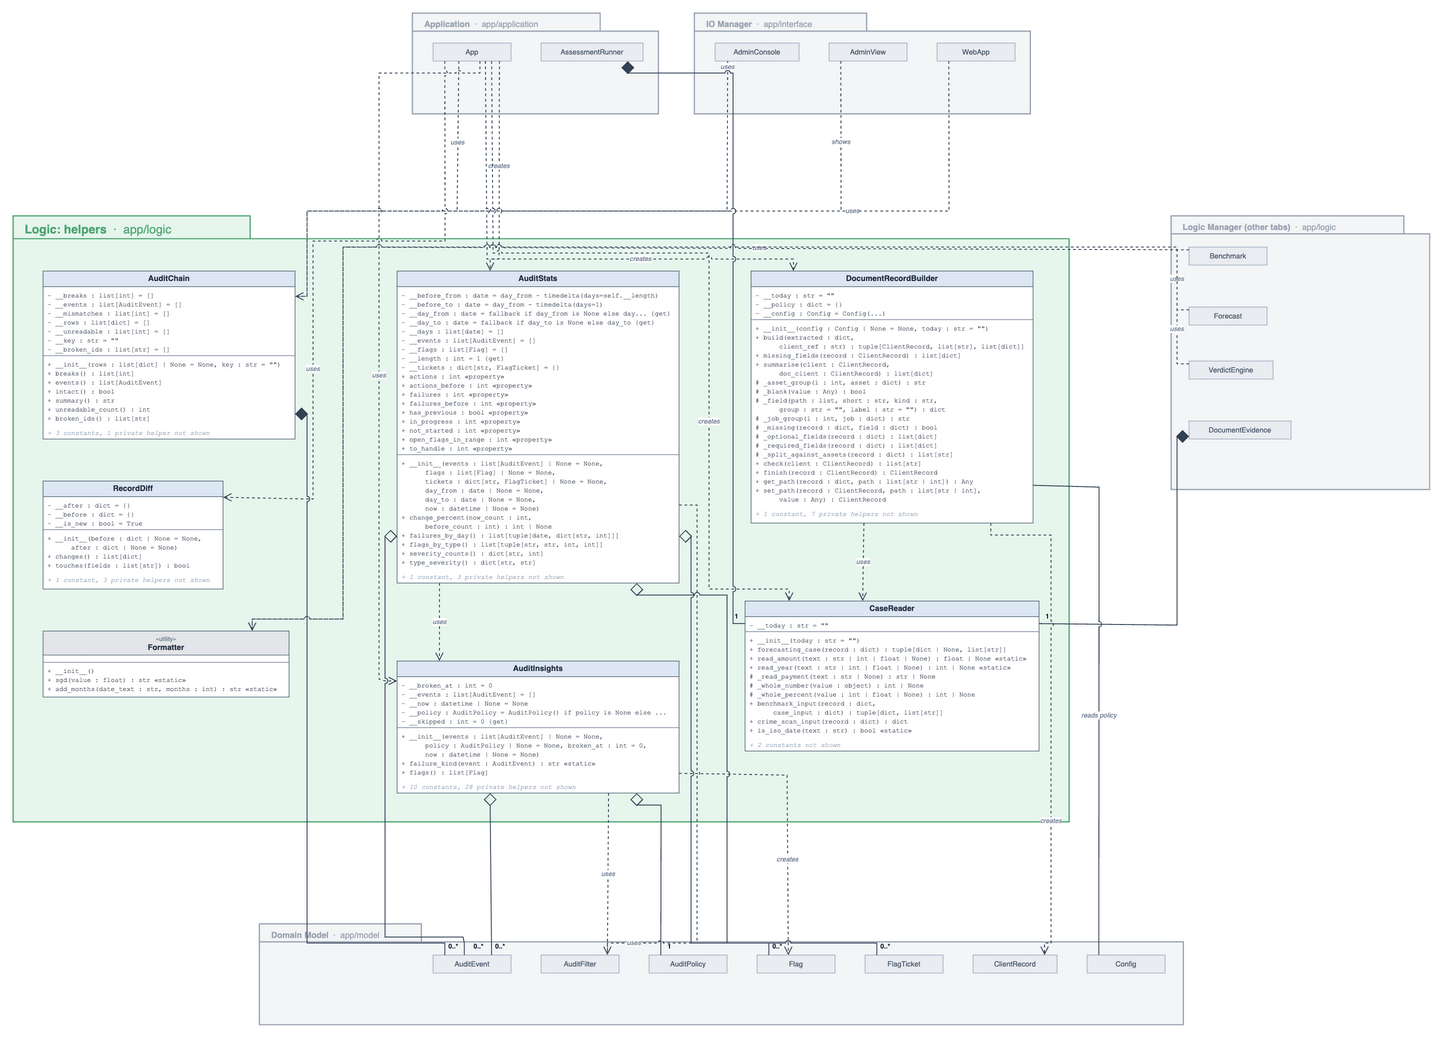 Application · app/application
App
AssessmentRunner
IO Manager · app/interface
AdminConsole
AdminView
WebApp
uses
uses
creates
shows
uses
Logic: helpers · app/logic
Logic Manager (other tabs) · app/logic
Benchmark
Forecast
VerdictEngine
DocumentEvidence
uses
uses
uses
creates
AuditChain
- __breaks : list[int] = []
- __events : list[AuditEvent] = []
- __mismatches : list[int] = []
- __rows : list[dict] = []
- __unreadable : list[int] = []
- __key : str = ""
- __broken_ids : list[str] = []
+ __init__(rows : list[dict] | None = None, key : str = "")
+ breaks() : list[int]
+ events() : list[AuditEvent]
+ intact() : bool
+ summary() : str
+ unreadable_count() : int
+ broken_ids() : list[str]
+ 3 constants, 1 private helper not shown
uses
uses
AuditStats
- __before_from : date = day_from - timedelta(days=self.__length)
- __before_to : date = day_from - timedelta(days=1)
- __day_from : date = fallback if day_from is None else day... (get)
- __day_to : date = fallback if day_to is None else day_to (get)
- __days : list[date] = []
- __events : list[AuditEvent] = []
- __flags : list[Flag] = []
- __length : int = 1 (get)
- __tickets : dict[str, FlagTicket] = {}
+ actions : int «property»
+ actions_before : int «property»
+ failures : int «property»
+ failures_before : int «property»
+ has_previous : bool «property»
+ in_progress : int «property»
+ not_started : int «property»
+ open_flags_in_range : int «property»
+ to_handle : int «property»
+ __init__(events : list[AuditEvent] | None = None,
flags : list[Flag] | None = None,
tickets : dict[str, FlagTicket] | None = None,
day_from : date | None = None,
day_to : date | None = None,
now : datetime | None = None)
+ change_percent(now_count : int,
before_count : int) : int | None
+ failures_by_day() : list[tuple[date, dict[str, int]]]
+ flags_by_type() : list[tuple[str, str, int, int]]
+ severity_counts() : dict[str, int]
+ type_severity() : dict[str, str]
+ 1 constant, 3 private helpers not shown
creates
DocumentRecordBuilder
- __today : str = ""
- __policy : dict = {}
- __config : Config = Config(...)
+ __init__(config : Config | None = None, today : str = "")
+ build(extracted : dict,
client_ref : str) : tuple[ClientRecord, list[str], list[dict]]
+ missing_fields(record : ClientRecord) : list[dict]
+ summarise(client : ClientRecord,
doc_client : ClientRecord) : list[dict]
# _asset_group(i : int, asset : dict) : str
# _blank(value : Any) : bool
# _field(path : list, short : str, kind : str,
group : str = "", label : str = "") : dict
# _job_group(i : int, job : dict) : str
# _missing(record : dict, field : dict) : bool
# _optional_fields(record : dict) : list[dict]
# _required_fields(record : dict) : list[dict]
# _split_against_assets(record : dict) : list[str]
+ check(client : ClientRecord) : list[str]
+ finish(record : ClientRecord) : ClientRecord
+ get_path(record : dict, path : list[str | int]) : Any
+ set_path(record : ClientRecord, path : list[str | int],
value : Any) : ClientRecord
+ 1 constant, 7 private helpers not shown
RecordDiff
- __after : dict = {}
- __before : dict = {}
- __is_new : bool = True
+ __init__(before : dict | None = None,
after : dict | None = None)
+ changes() : list[dict]
+ touches(fields : list[str]) : bool
+ 1 constant, 3 private helpers not shown
uses
uses
1
1
«utility»
Formatter
+ __init__()
+ sgd(value : float) : str «static»
+ add_months(date_text : str, months : int) : str «static»
CaseReader
- __today : str = ""
+ __init__(today : str = "")
+ forecasting_case(record : dict) : tuple[dict | None, list[str]]
+ read_amount(text : str | int | float | None) : float | None «static»
+ read_year(text : str | int | float | None) : int | None «static»
# _read_payment(text : str | None) : str | None
# _whole_number(value : object) : int | None
# _whole_percent(value : int | float | None) : int | None
+ benchmark_input(record : dict,
case_input : dict) : tuple[dict, list[str]]
+ crime_scan_input(record : dict) : dict
+ is_iso_date(text : str) : bool «static»
+ 2 constants not shown
AuditInsights
- __broken_at : int = 0
- __events : list[AuditEvent] = []
- __now : datetime | None = None
- __policy : AuditPolicy = AuditPolicy() if policy is None else ...
- __skipped : int = 0 (get)
+ __init__(events : list[AuditEvent] | None = None,
policy : AuditPolicy | None = None, broken_at : int = 0,
now : datetime | None = None)
+ failure_kind(event : AuditEvent) : str «static»
+ flags() : list[Flag]
+ 10 constants, 28 private helpers not shown
reads policy
creates
creates
uses
Domain Model · app/model
uses
0..*
0..*
0..*
1
0..*
0..*
AuditEvent
AuditFilter
AuditPolicy
Flag
FlagTicket
ClientRecord
Config